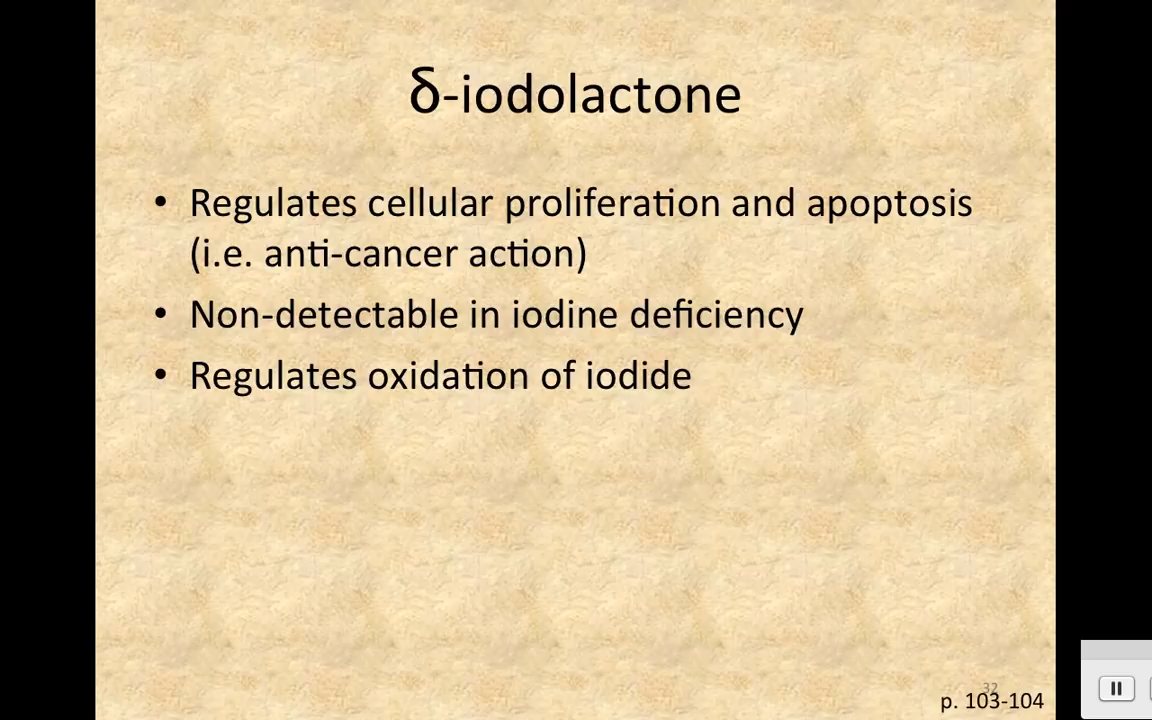 δ-iodolactone
• Regulates cellular proliferation and apoptosis
(i.e. anti-cancer action)
• Non-detectable in iodine deficiency
• Regulates oxidation of iodide
32
p. 103-104